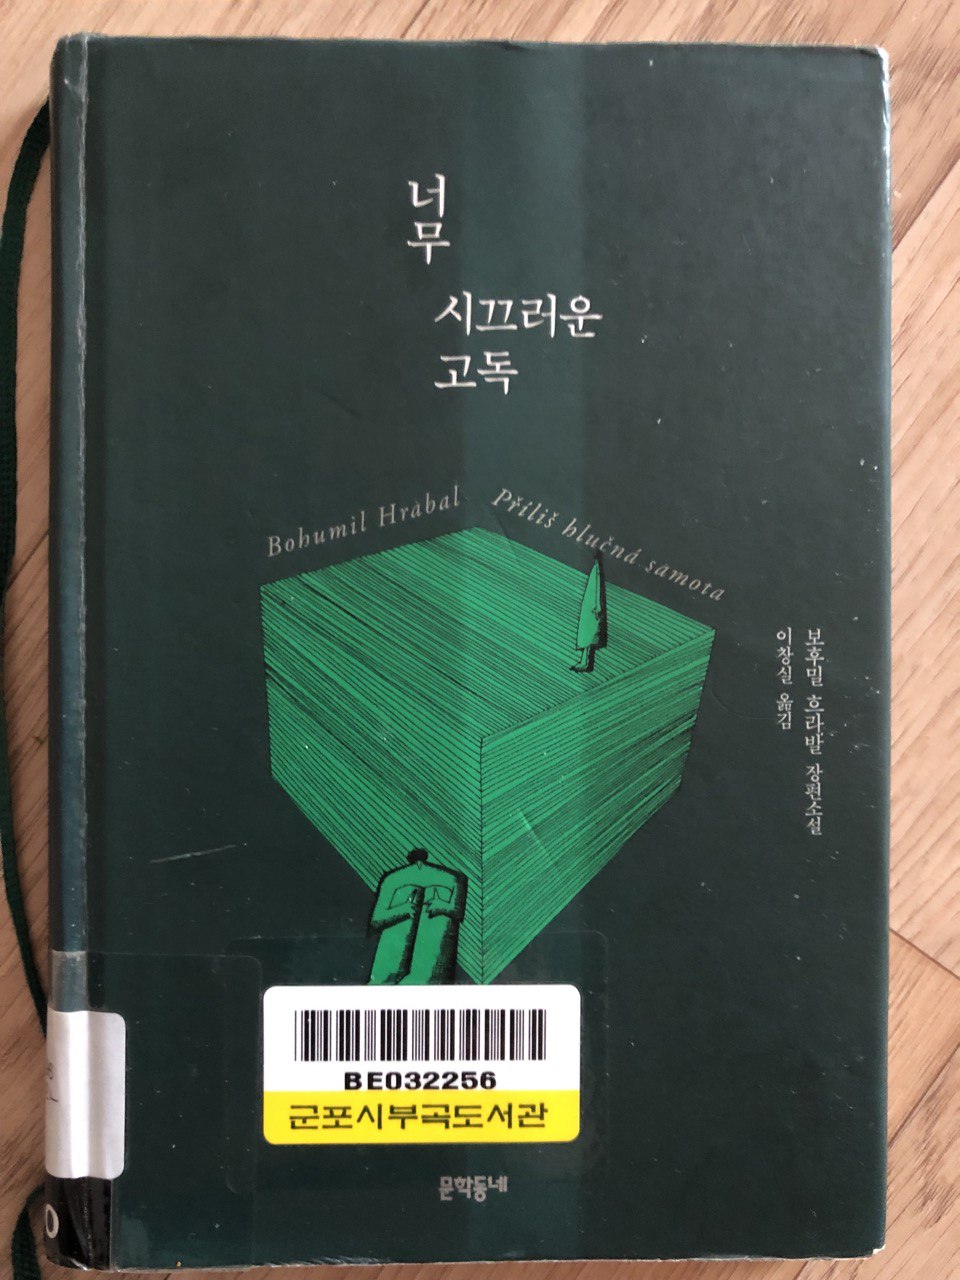 너무
시끄러운
고독
Bohumil Hrabal
Příliš hlučná samota
보후밀 흐라발 장편소설
이창실 옮김
BE032256
군포시부곡도서관
문학동네